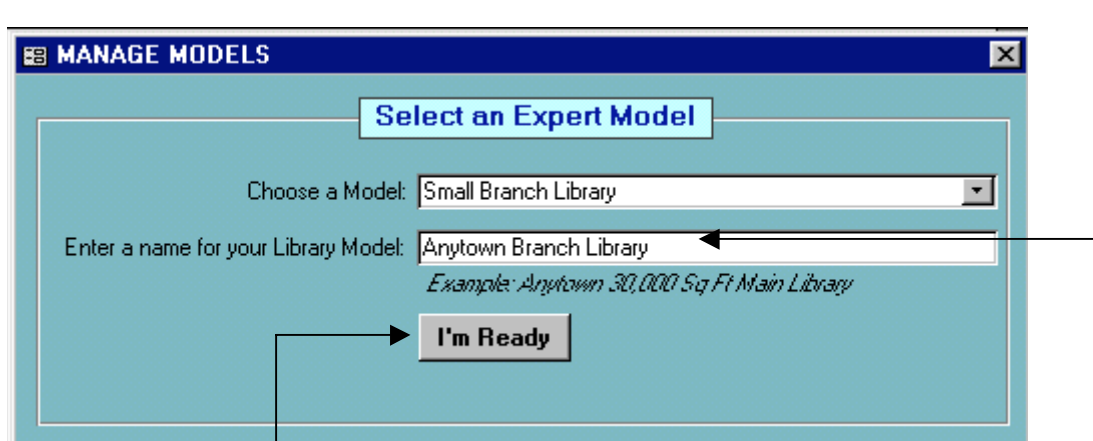 MANAGE MODELS
Select an Expert Model
Choose a Model: Small Branch Library
Enter a name for your Library Model: Anytown Branch Library
Example: Anytown 30,000 Sq Ft Main Library
I'm Ready